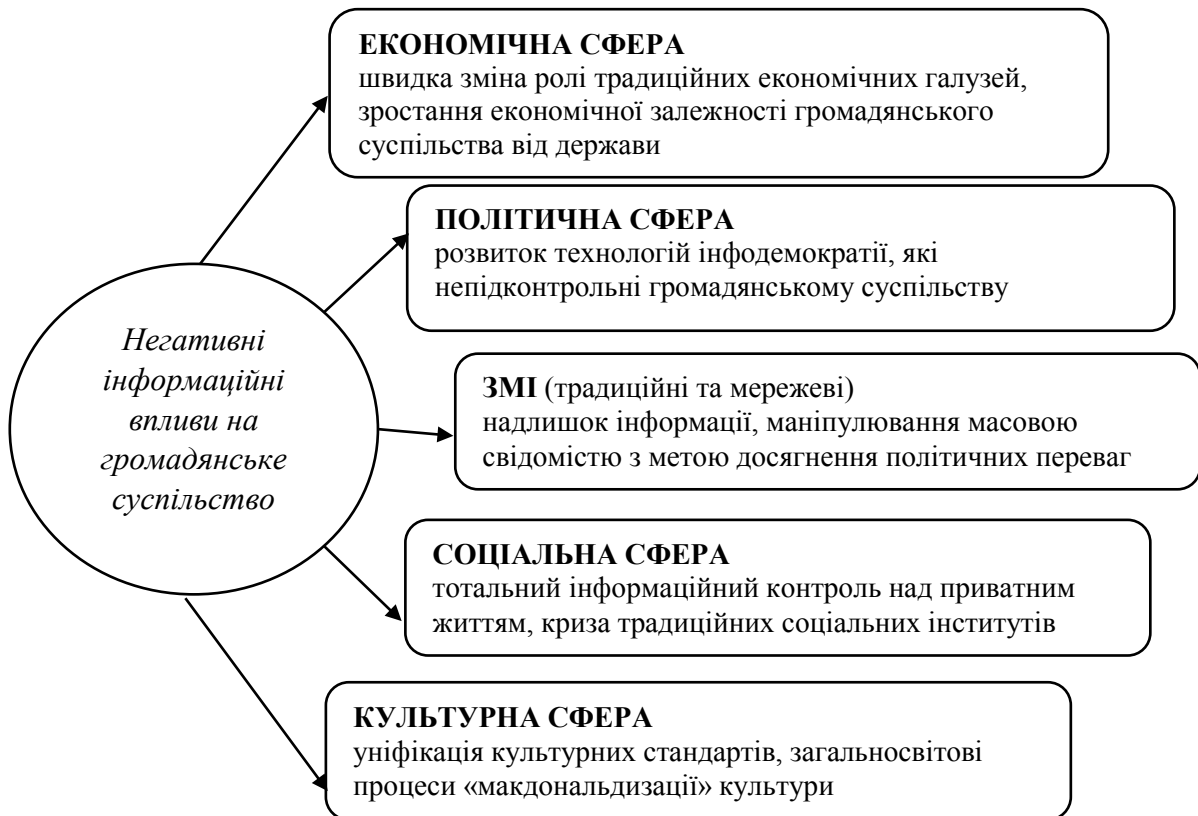 ЕКОНОМІЧНА СФЕРА
швидка зміна ролі традиційних економічних галузей,
зростання економічної залежності громадянського
суспільства від держави
ПОЛІТИЧНА СФЕРА
розвиток технологій інфодемократії, які
непідконтрольні громадянському суспільству
Негативні
інформаційні
впливи на
громадянське
суспільство
ЗМІ (традиційні та мережеві)
надлишок інформації, маніпулювання масовою
свідомістю з метою досягнення політичних переваг
СОЦІАЛЬНА СФЕРА
тотальний інформаційний контроль над приватним
життям, криза традиційних соціальних інститутів
КУЛЬТУРНА СФЕРА
уніфікація культурних стандартів, загальносвітові
процеси «макдональдизації» культури